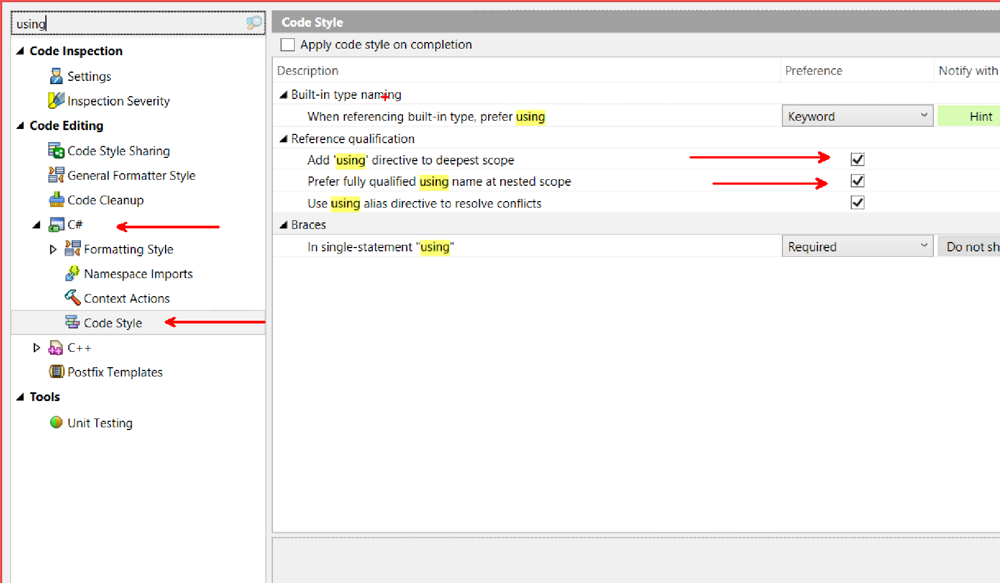 using
Code Inspection
Settings
Inspection Severity
Code Editing
Code Style Sharing
General Formatter Style
Code Cleanup
C#
Formatting Style
Namespace Imports
Context Actions
Code Style
C++
Postfix Templates
Tools
Unit Testing
Code Style
Apply code style on completion
Description Preference Notify with
Built-in type naming
When referencing built-in type, prefer using Keyword Hint
Reference qualification
Add 'using' directive to deepest scope
Prefer fully qualified using name at nested scope
Use using alias directive to resolve conflicts
Braces
In single-statement "using" Required Do not sh